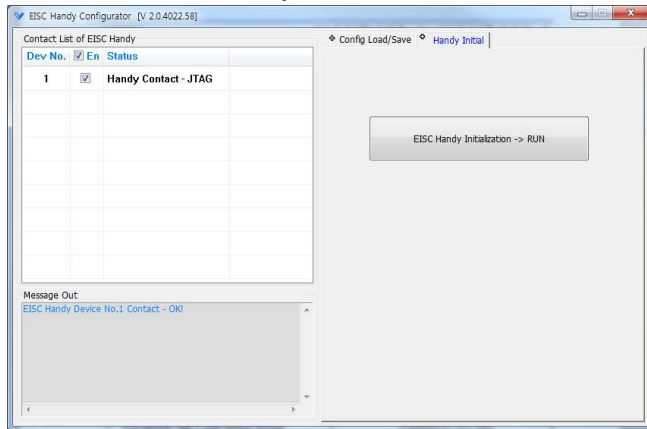 EISC Handy Configurator [V 2.0.4022.58]
Contact List of EISC Handy
Dev No. En Status
1 Handy Contact - JTAG
Message Out
EISC Handy Device No.1 Contact - OK!
Config Load/Save Handy Initial
EISC Handy Initialization -> RUN